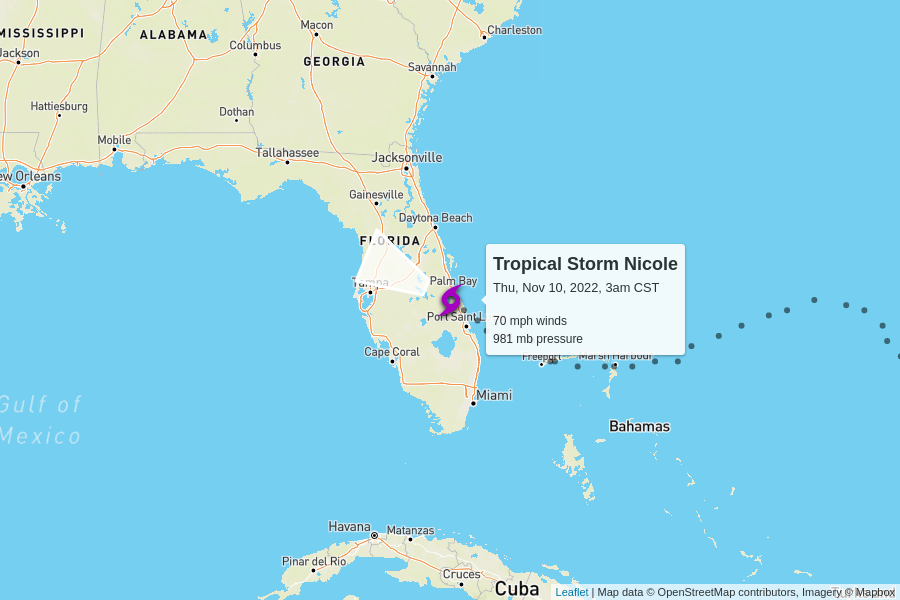 Charleston
Macon
MISSISSIPPI
ALABAMA
Columbus
Jackson
GEORGIA
Savannah
Hattiesburg
Dothan
Mobile
Tallahassee
Jacksonville
ew Orleans
Gainesville
Daytona Beach
FLORIDA
Tropical Storm Nicole
Palm Bay
Tampa
Thu, Nov 10, 2022, 3am CST
Port Saint L
70 mph winds
981 mb pressure
Cape Coral
Freeport
Marsh Harbour
Miami
Gulf of
Mexico
Bahamas
Havana
Matanzas
Pinar del Río
Cruces
Cuba
Leaflet | Map data © OpenStreetMap contributors, Imagery © Mapbox